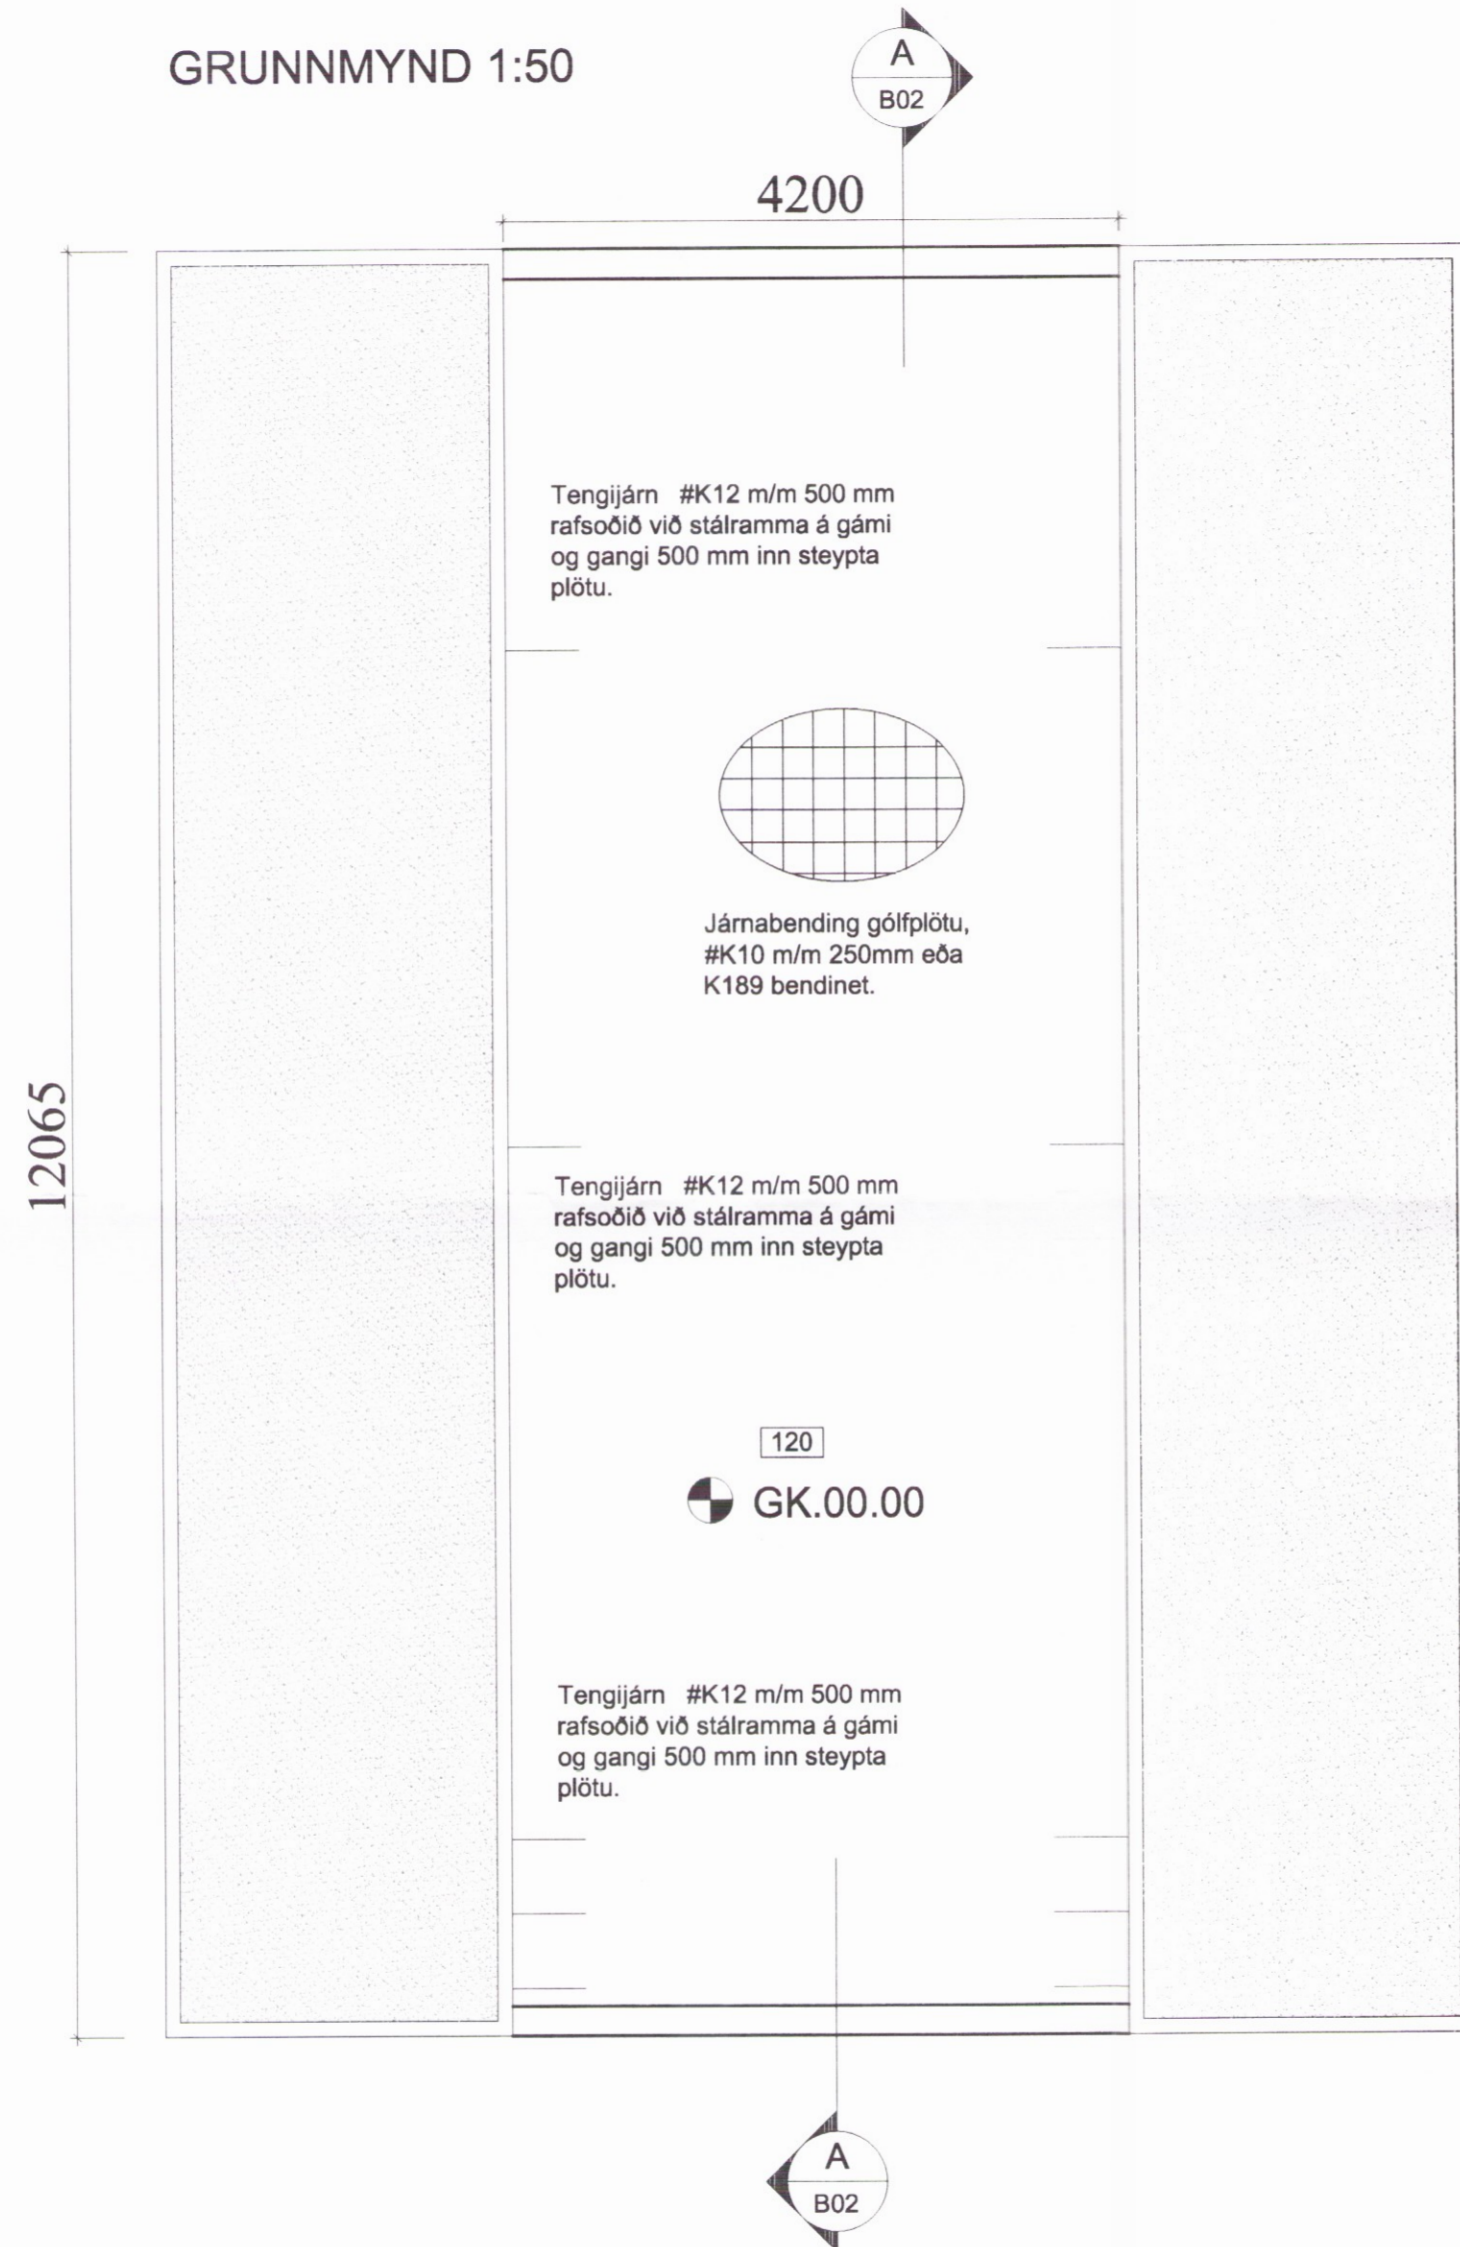 GRUNNMYND 1:50
A
B02
4200
Tengijárn #K12 m/m 500 mm
rafsoðið við stálramma á gámi
og gangi 500 mm inn steypta
plötu.
Járnabending gólfplötu,
#K10 m/m 250mm eða
K189 bendinet.
12065
Tengijárn #K12 m/m 500 mm
rafsoðið við stálramma á gámi
og gangi 500 mm inn steypta
plötu.
120
GK.00.00
Tengijárn #K12 m/m 500 mm
rafsoðið við stálramma á gámi
og gangi 500 mm inn steypta
plötu.
A
B02